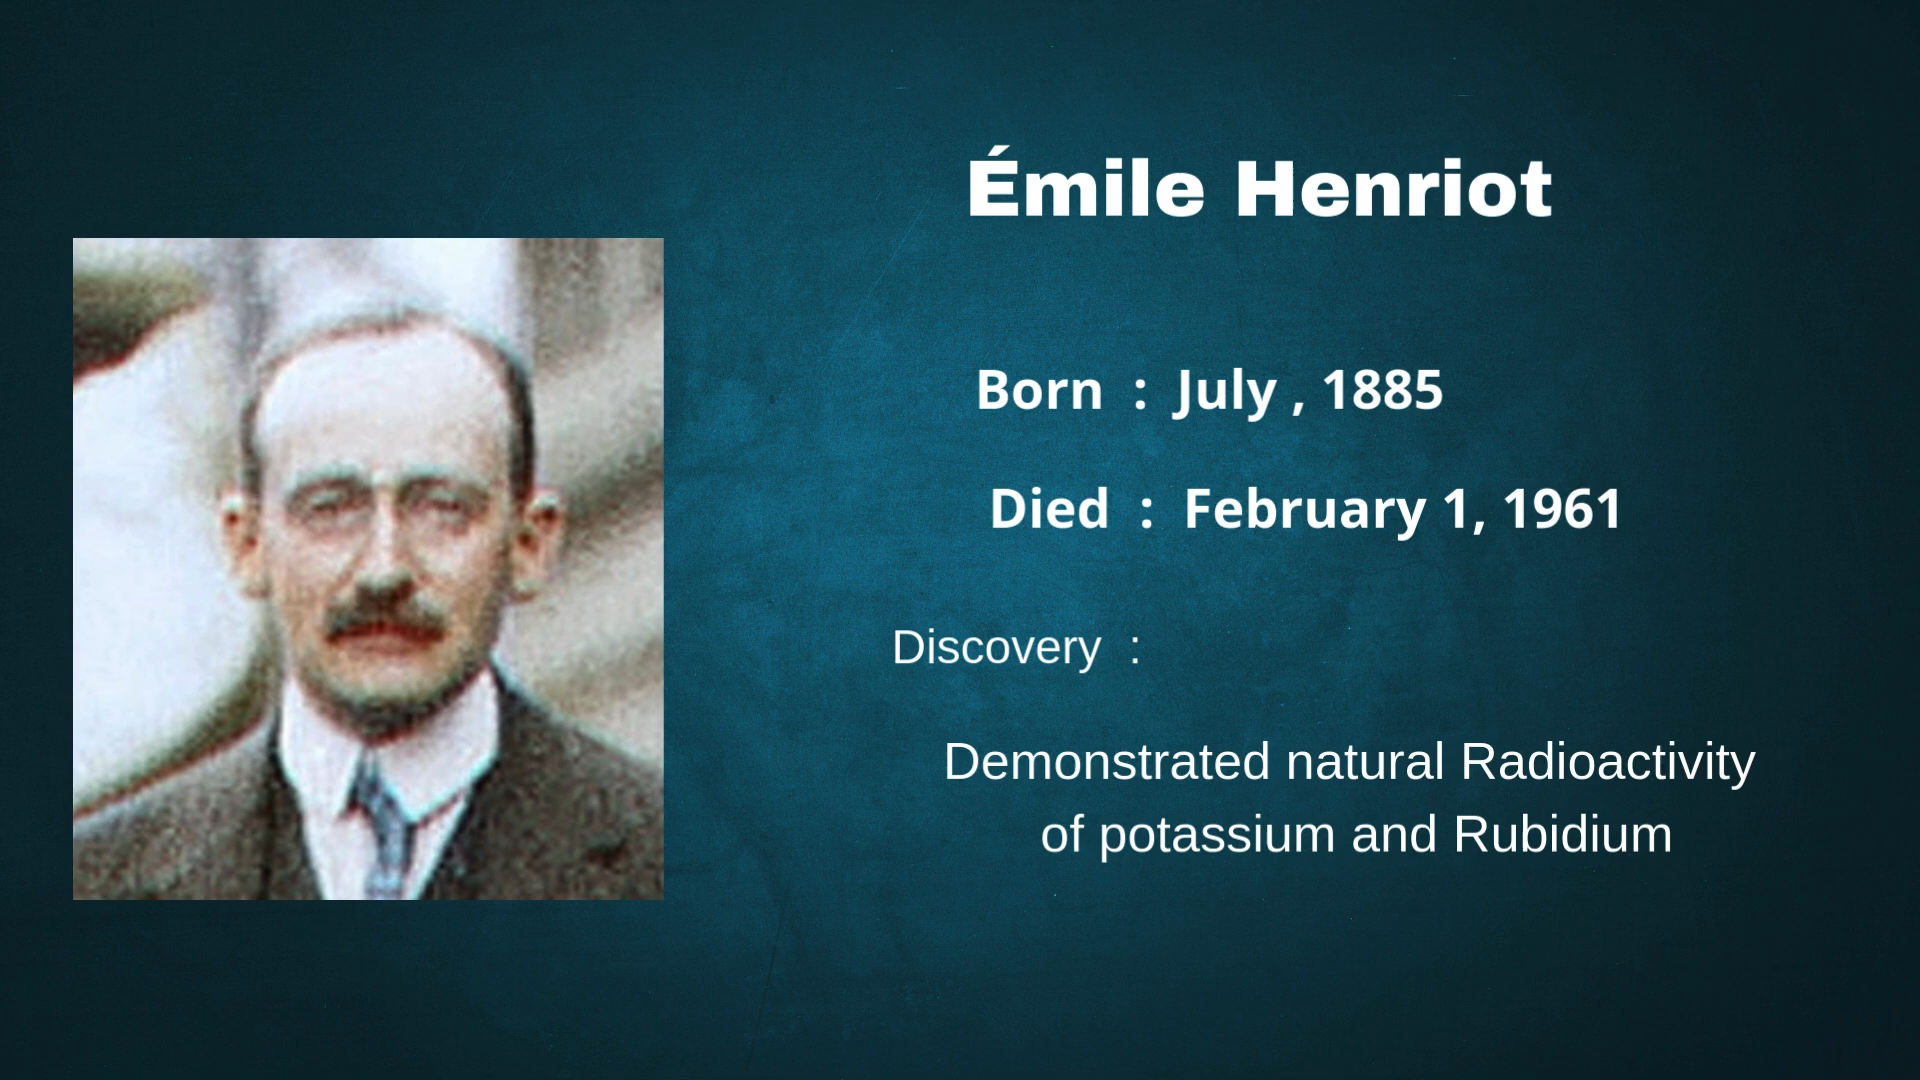 Émile Henriot
Born : July , 1885
Died : February 1, 1961
Discovery :
Demonstrated natural Radioactivity
of potassium and Rubidium